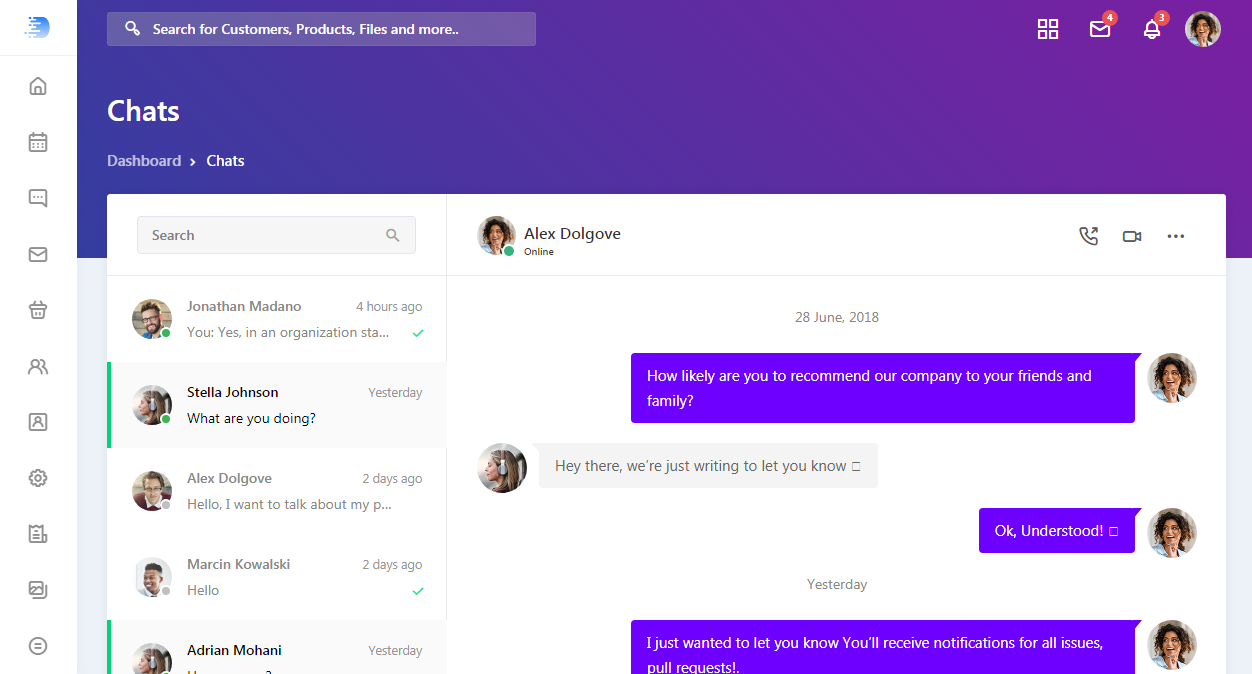 Search for Customers, Products, Files and more..
4
3
Chats
Dashboard › Chats
Search
Alex Dolgove
Online
Jonathan Madano 4 hours ago
You: Yes, in an organization sta...
Stella Johnson Yesterday
What are you doing?
Alex Dolgove 2 days ago
Hello, I want to talk about my p...
Marcin Kowalski 2 days ago
Hello
Adrian Mohani Yesterday
28 June, 2018
How likely are you to recommend our company to your friends and
family?
Hey there, we’re just writing to let you know □
Ok, Understood! □
Yesterday
I just wanted to let you know You’ll receive notifications for all issues,
pull requests!.